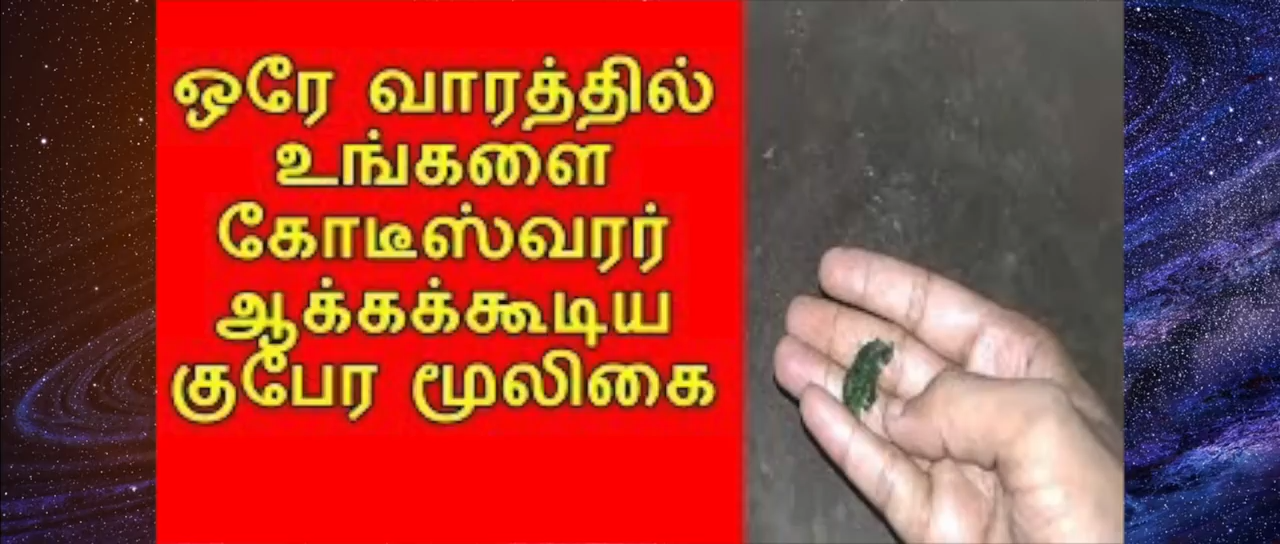 ஒரே வாரத்தில்
உங்களை
கோடீஸ்வரர்
ஆக்கக்கூடிய
குபேர மூலிகை